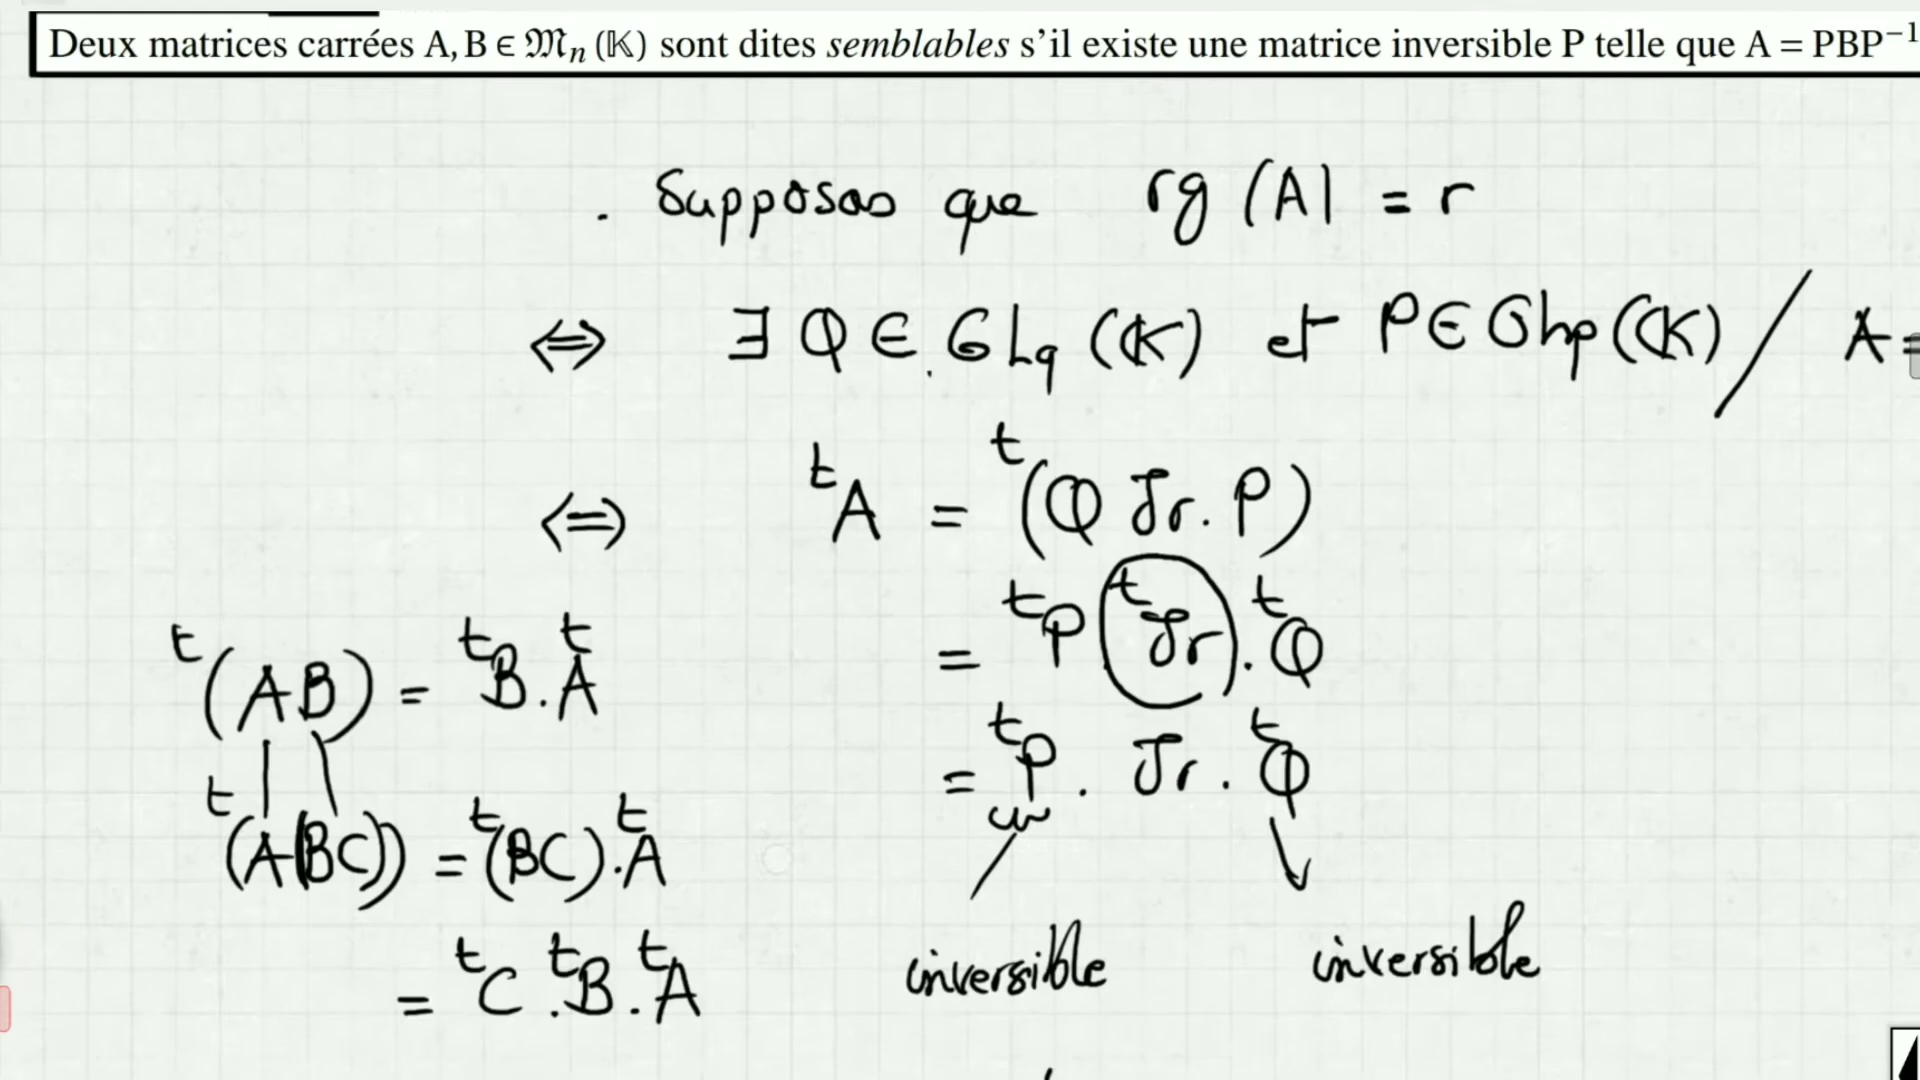 Deux matrices carrées A, B ∈ 𝔐n (𝕂) sont dites semblables s'il existe une matrice inversible P telle que A = PBP⁻¹
. Supposos que rg (A) = r
⇔ ∃ Q ∈ GLq (𝕂) et P ∈ GLp (𝕂) / A =
⇔ ᵗA = ᵗ(Q Jr . P)
= ᵗP ᵗJr . ᵗQ
= ᵗP . Jr . ᵗQ
inversible inversible
ᵗ(AB) = ᵗB . ᵗA
ᵗ(A(BC)) = ᵗ(BC) . ᵗA
= ᵗC . ᵗB . ᵗA